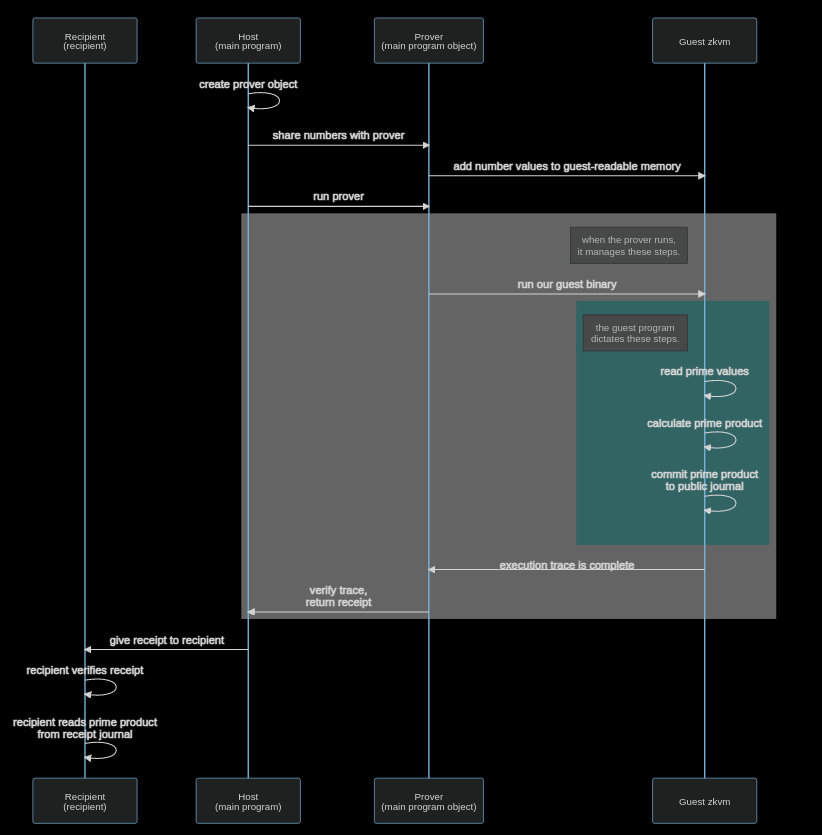 Recipient
(recipient)
Host
(main program)
Prover
(main program object)
Guest zkvm
create prover object
share numbers with prover
add number values to guest-readable memory
run prover
when the prover runs,
it manages these steps.
run our guest binary
the guest program
dictates these steps.
read prime values
calculate prime product
commit prime product
to public journal
execution trace is complete
verify trace,
return receipt
give receipt to recipient
recipient verifies receipt
recipient reads prime product
from receipt journal
Recipient
(recipient)
Host
(main program)
Prover
(main program object)
Guest zkvm